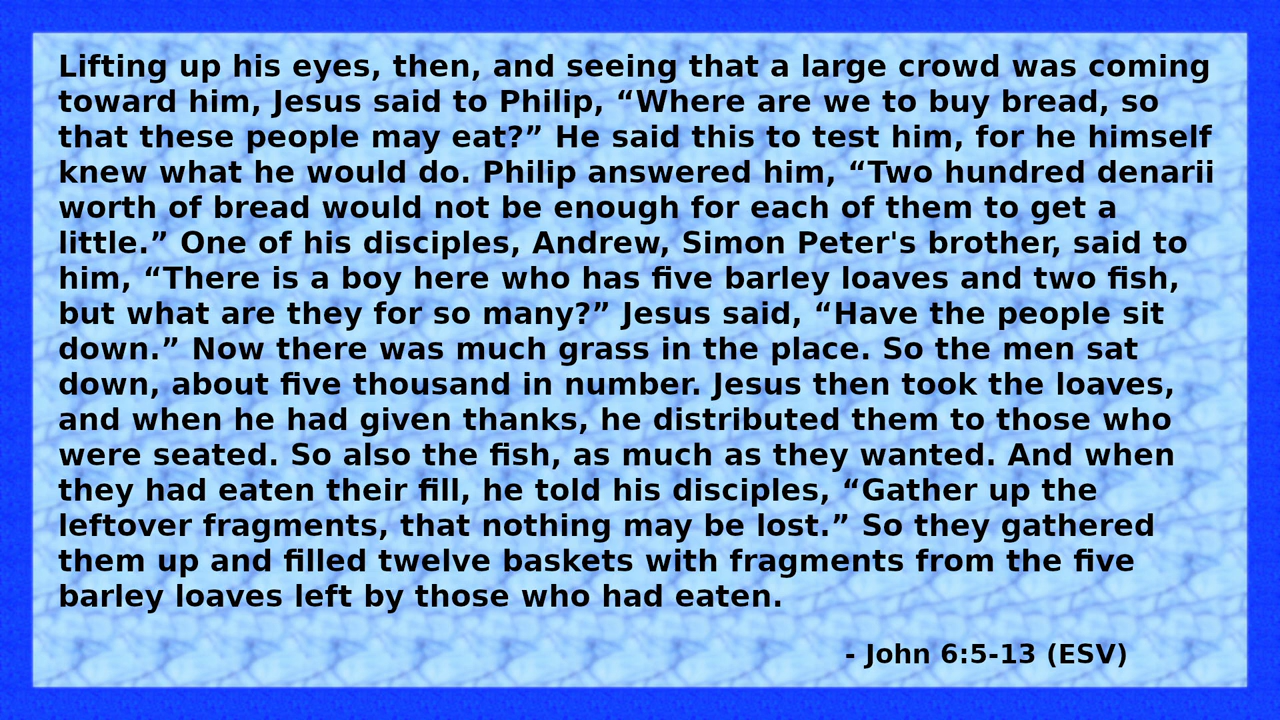 Lifting up his eyes, then, and seeing that a large crowd was coming
toward him, Jesus said to Philip, “Where are we to buy bread, so
that these people may eat?” He said this to test him, for he himself
knew what he would do. Philip answered him, “Two hundred denarii
worth of bread would not be enough for each of them to get a
little.” One of his disciples, Andrew, Simon Peter's brother, said to
him, “There is a boy here who has five barley loaves and two fish,
but what are they for so many?” Jesus said, “Have the people sit
down.” Now there was much grass in the place. So the men sat
down, about five thousand in number. Jesus then took the loaves,
and when he had given thanks, he distributed them to those who
were seated. So also the fish, as much as they wanted. And when
they had eaten their fill, he told his disciples, “Gather up the
leftover fragments, that nothing may be lost.” So they gathered
them up and filled twelve baskets with fragments from the five
barley loaves left by those who had eaten.
- John 6:5-13 (ESV)